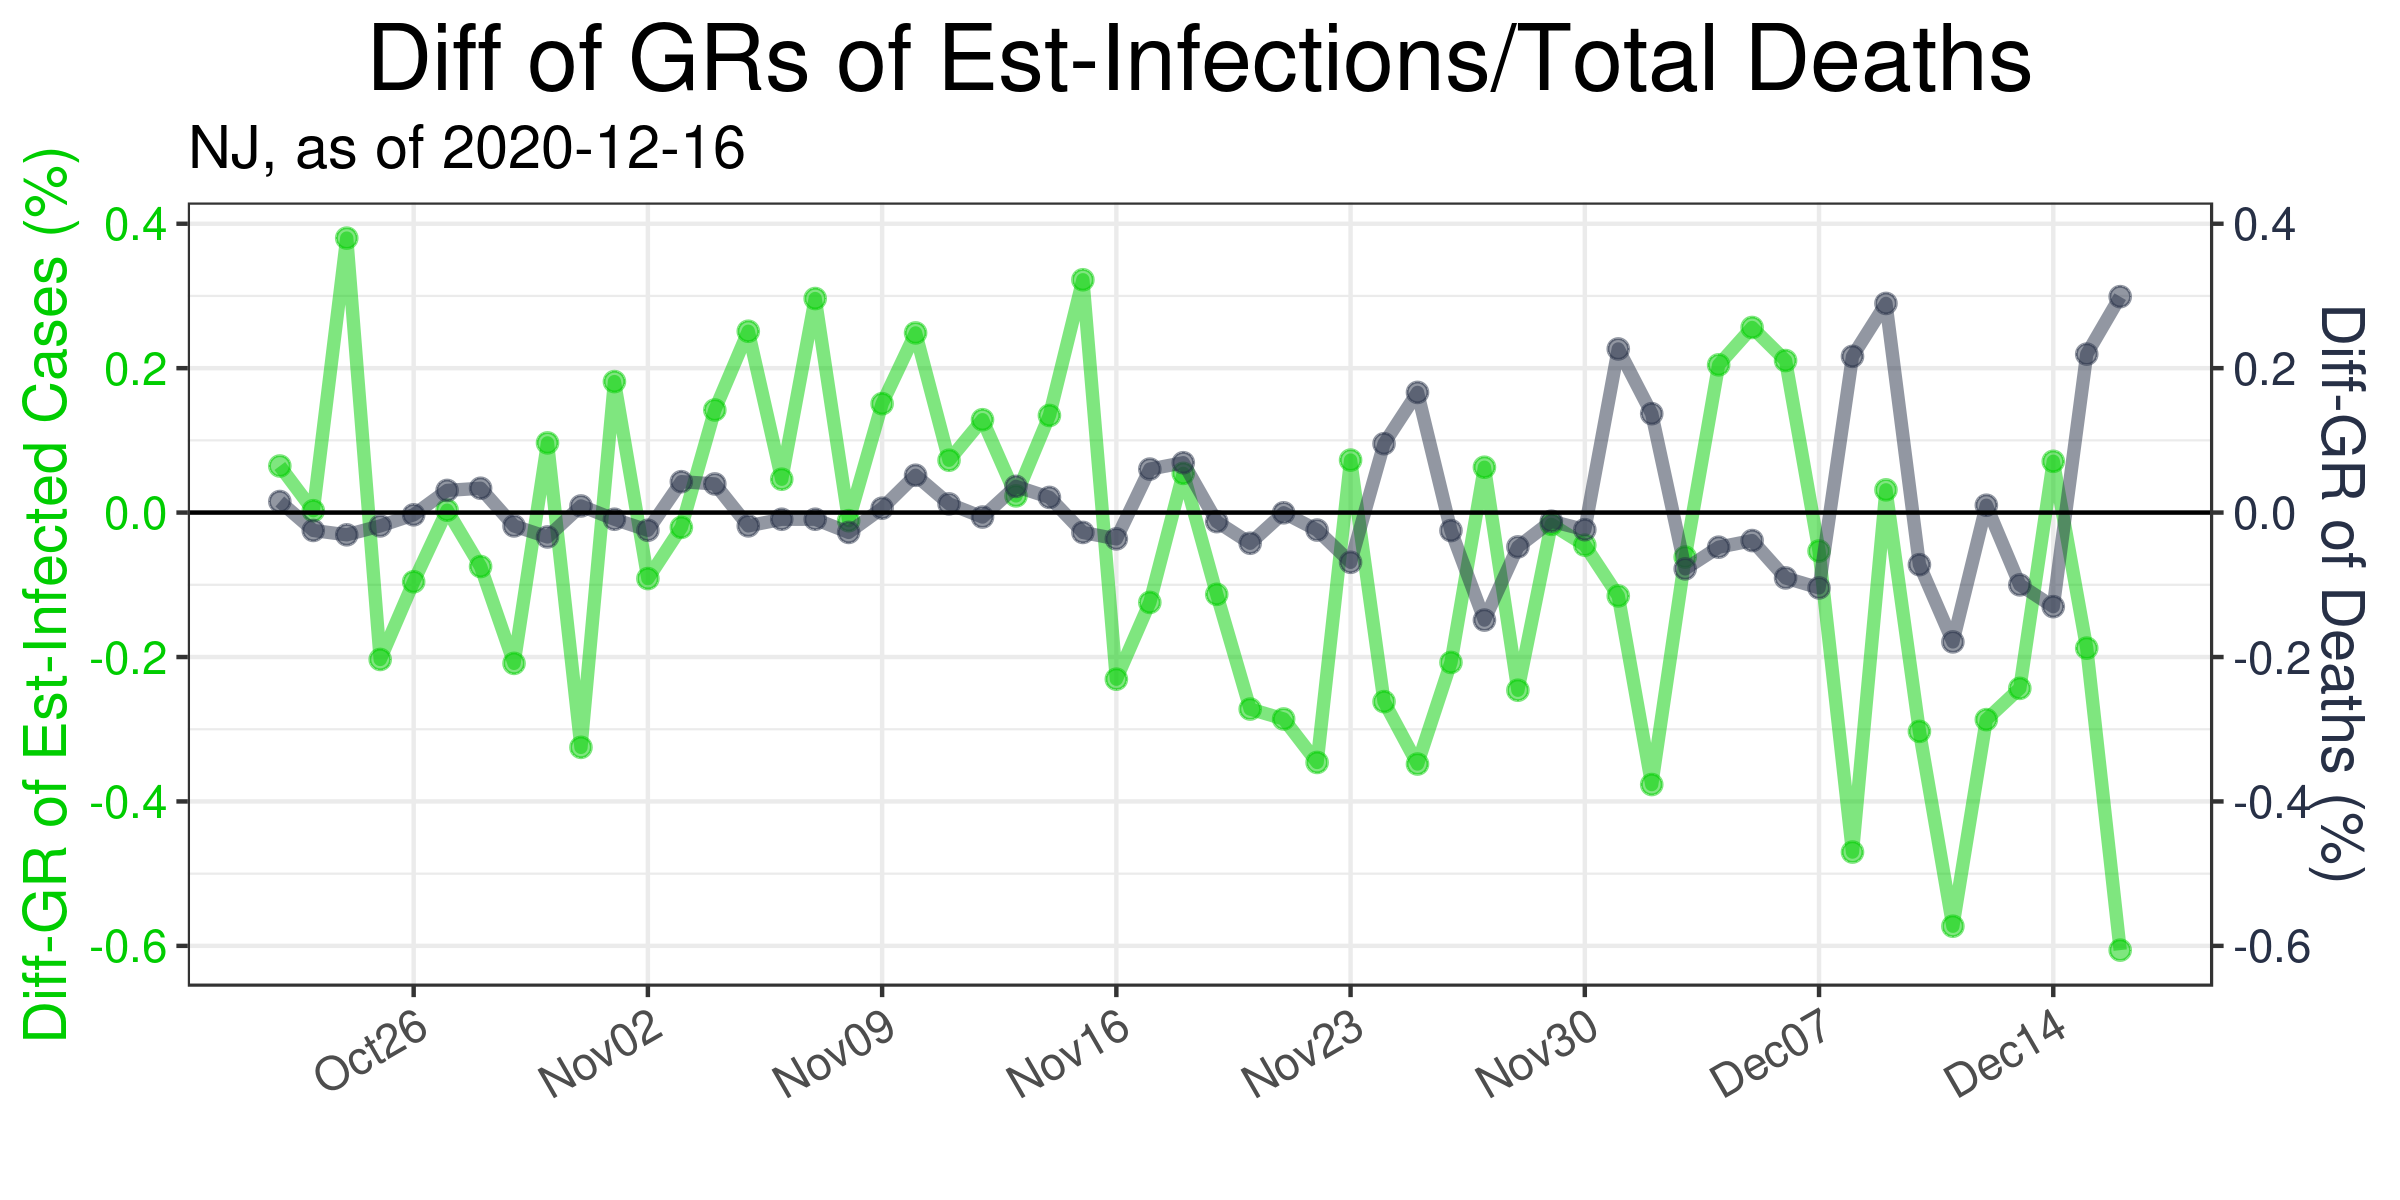 Diff of GRs of Est-Infections/Total Deaths
NJ, as of 2020-12-16
Diff-GR of Est-Infected Cases (%)
0.4
0.2
0.0
-0.2
-0.4
-0.6
0.4
0.2
0.0
-0.2
-0.4
-0.6
Diff-GR of Deaths (%)
Oct26
Nov02
Nov09
Nov16
Nov23
Nov30
Dec07
Dec14